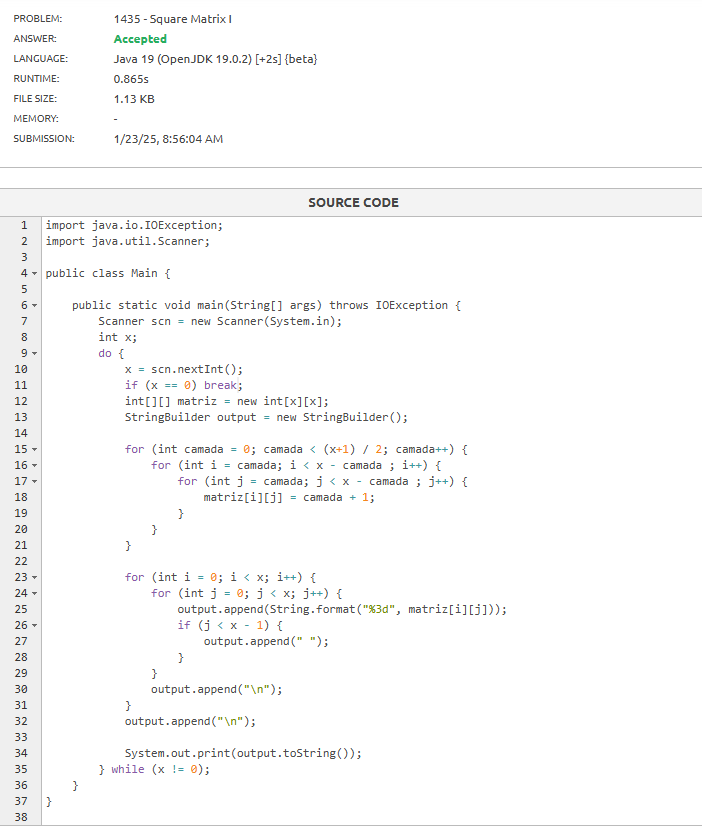 PROBLEM: 1435 - Square Matrix I
ANSWER: Accepted
LANGUAGE: Java 19 (OpenJDK 19.0.2) [+2s] {beta}
RUNTIME: 0.865s
FILE SIZE: 1.13 KB
MEMORY: -
SUBMISSION: 1/23/25, 8:56:04 AM
SOURCE CODE
1 import java.io.IOException;
2 import java.util.Scanner;
3
4 public class Main {
5
6     public static void main(String[] args) throws IOException {
7         Scanner scn = new Scanner(System.in);
8         int x;
9         do {
10             x = scn.nextInt();
11             if (x == 0) break;
12             int[][] matriz = new int[x][x];
13             StringBuilder output = new StringBuilder();
14
15             for (int camada = 0; camada < (x+1) / 2; camada++) {
16                 for (int i = camada; i < x - camada ; i++) {
17                     for (int j = camada; j < x - camada ; j++) {
18                         matriz[i][j] = camada + 1;
19                     }
20                 }
21             }
22
23             for (int i = 0; i < x; i++) {
24                 for (int j = 0; j < x; j++) {
25                     output.append(String.format("%3d", matriz[i][j]));
26                     if (j < x - 1) {
27                         output.append(" ");
28                     }
29                 }
30                 output.append("\n");
31             }
32             output.append("\n");
33
34             System.out.print(output.toString());
35         } while (x != 0);
36     }
37 }
38